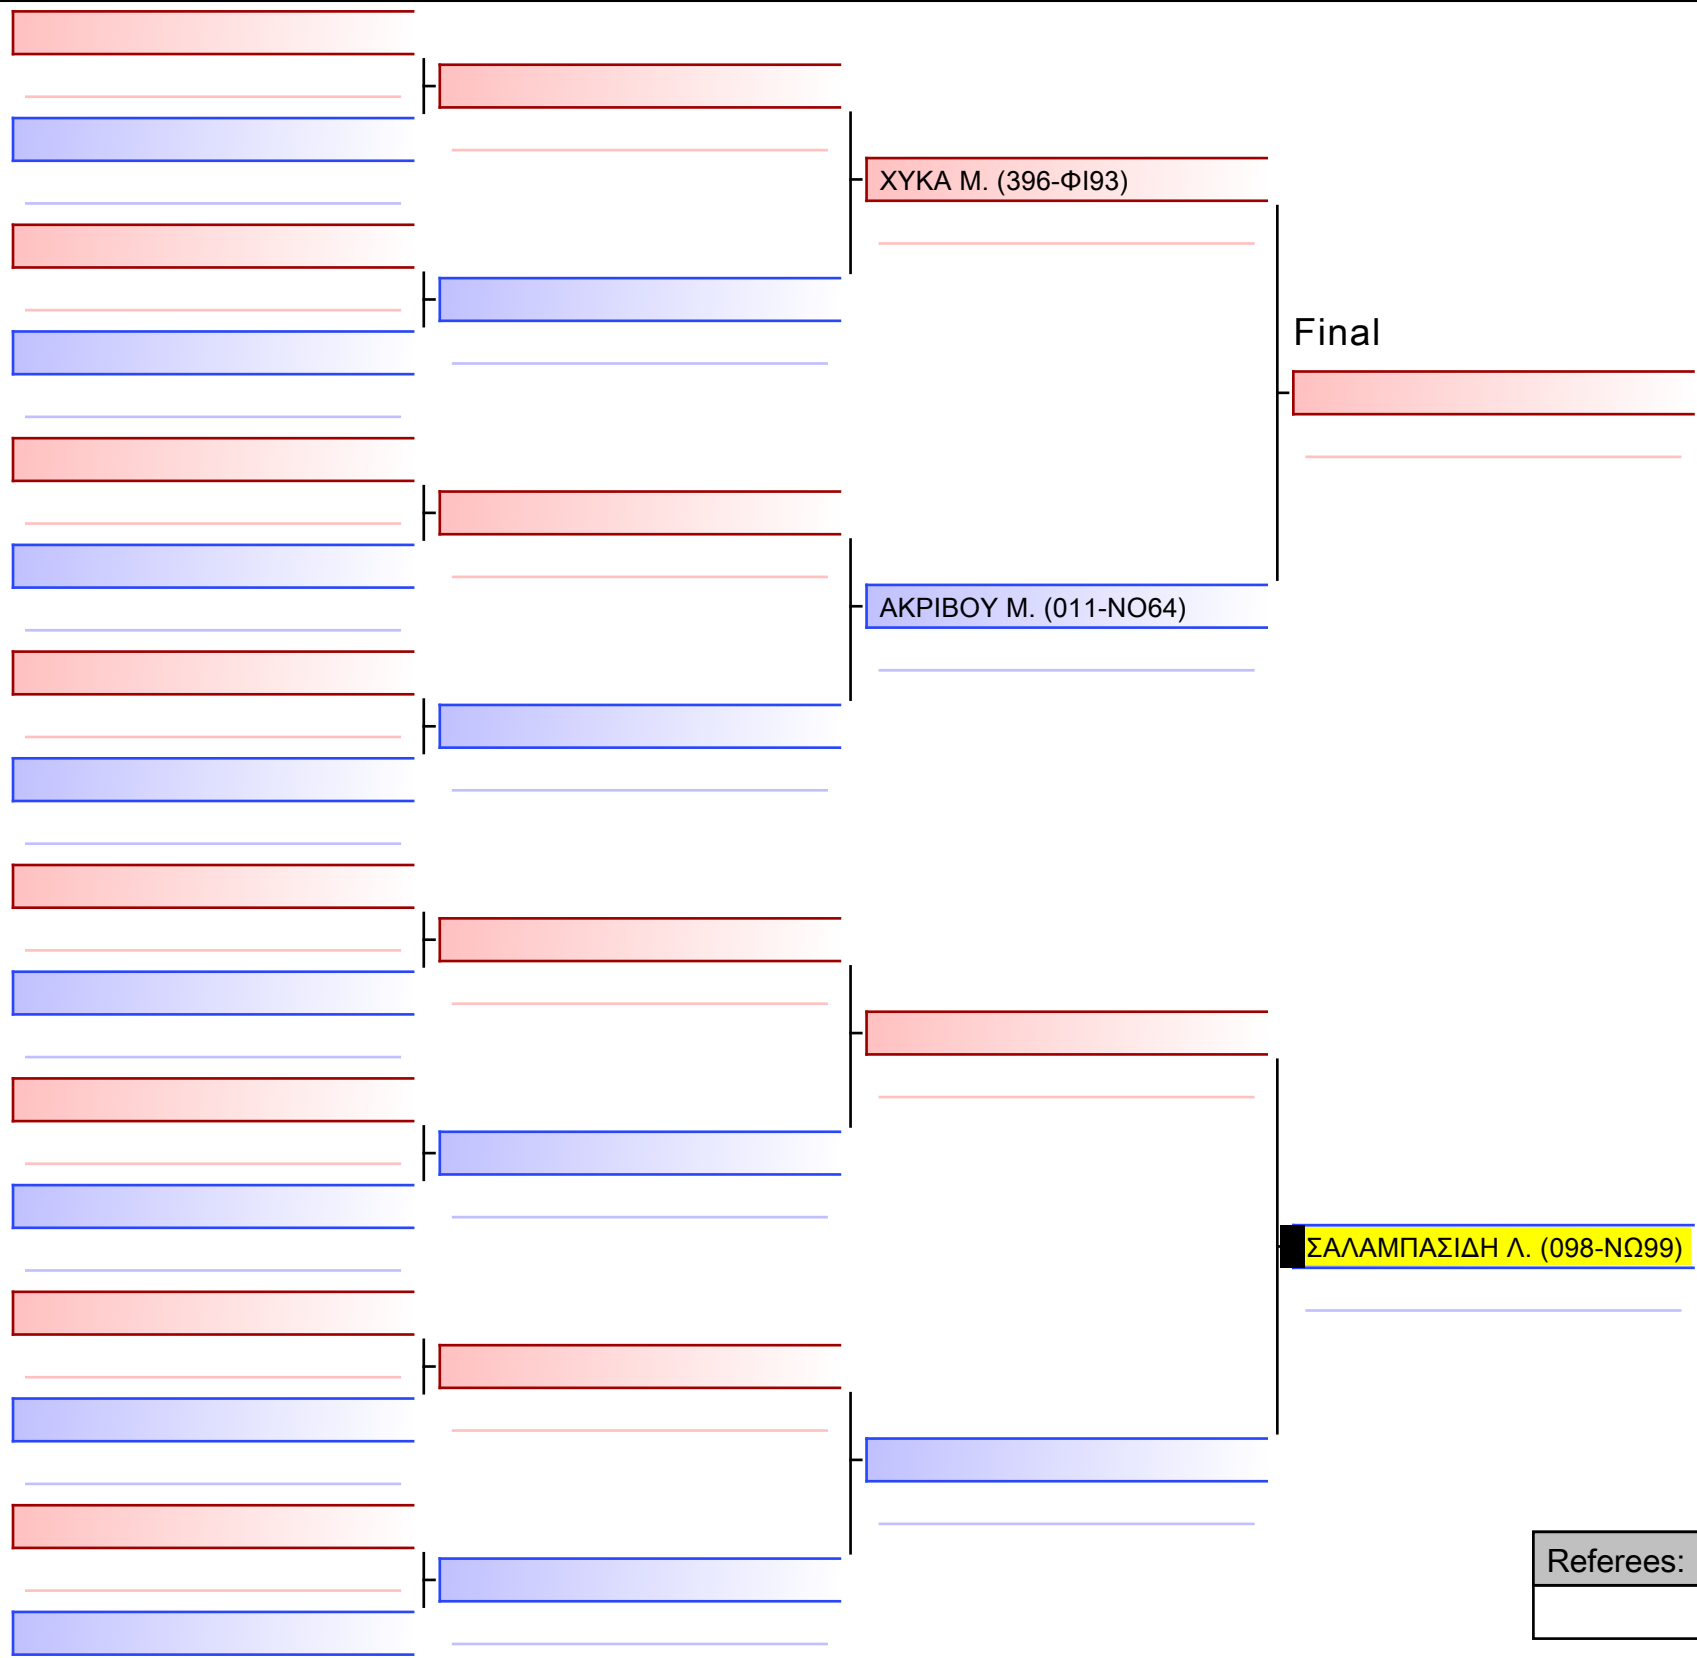 ΧΥΚΑ Μ. (396-ΦΙ93)
Final
ΑΚΡΙΒΟΥ Μ. (011-ΝΟ64)
ΣΑΛΑΜΠΑΣΙΔΗ Λ. (098-ΝΩ99)
Referees: